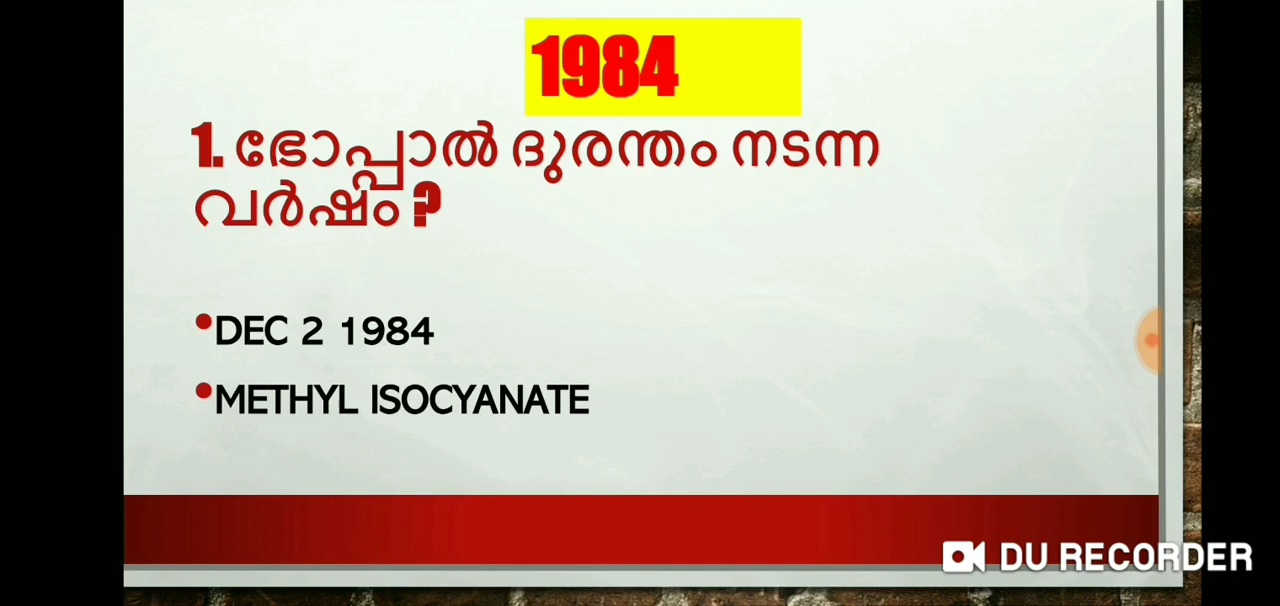 1984
1. ഭോപ്പാൽ ദുരന്തം നടന്ന
വർഷം ?
•DEC 2 1984
•METHYL ISOCYANATE
DU RECORDER